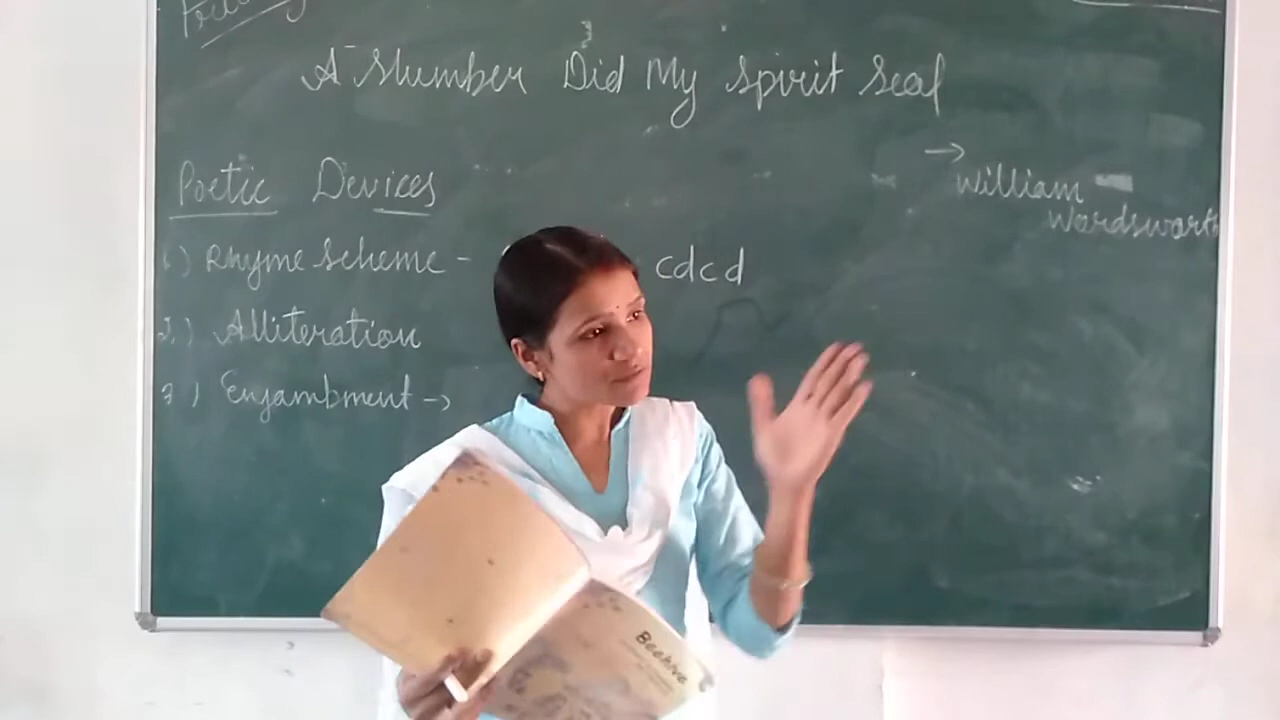 A Slumber Did My Spirit Seal
→ William
Wordsworth
Poetic Devices
1) Rhyme Scheme - cdcd
2.) Alliteration
3) Enjambment →
Beehive